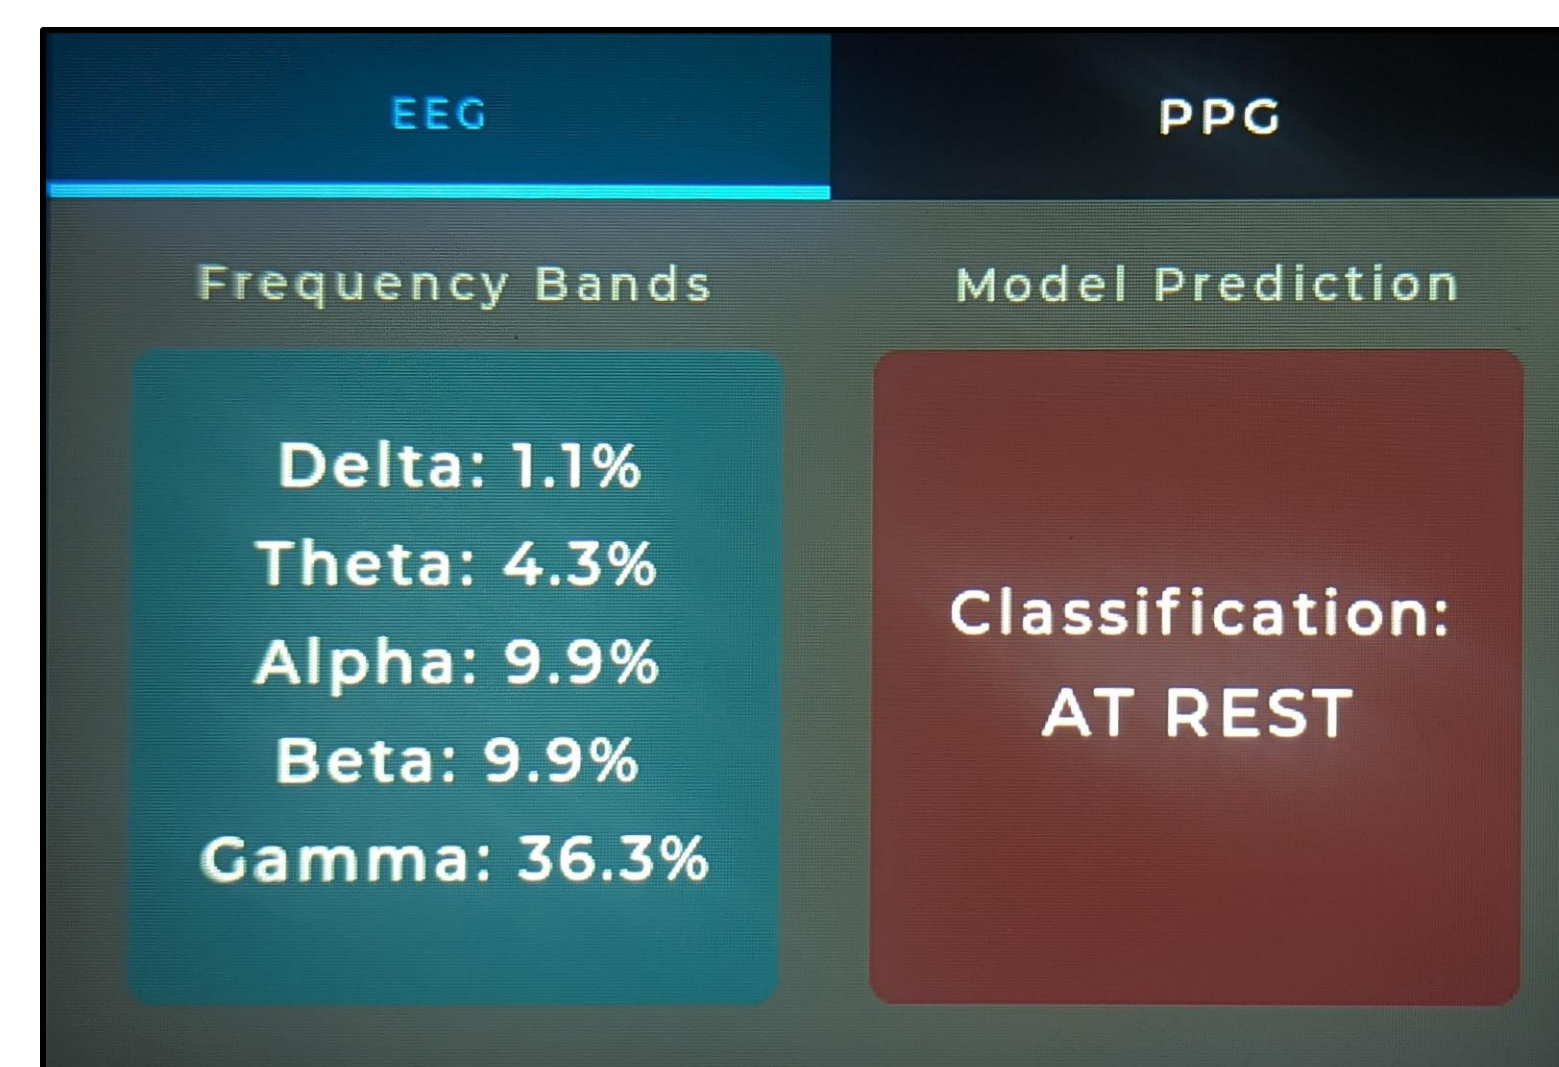 EEG
PPG
Frequency Bands
Model Prediction
Delta: 1.1%
Theta: 4.3%
Alpha: 9.9%
Beta: 9.9%
Gamma: 36.3%
Classification:
AT REST